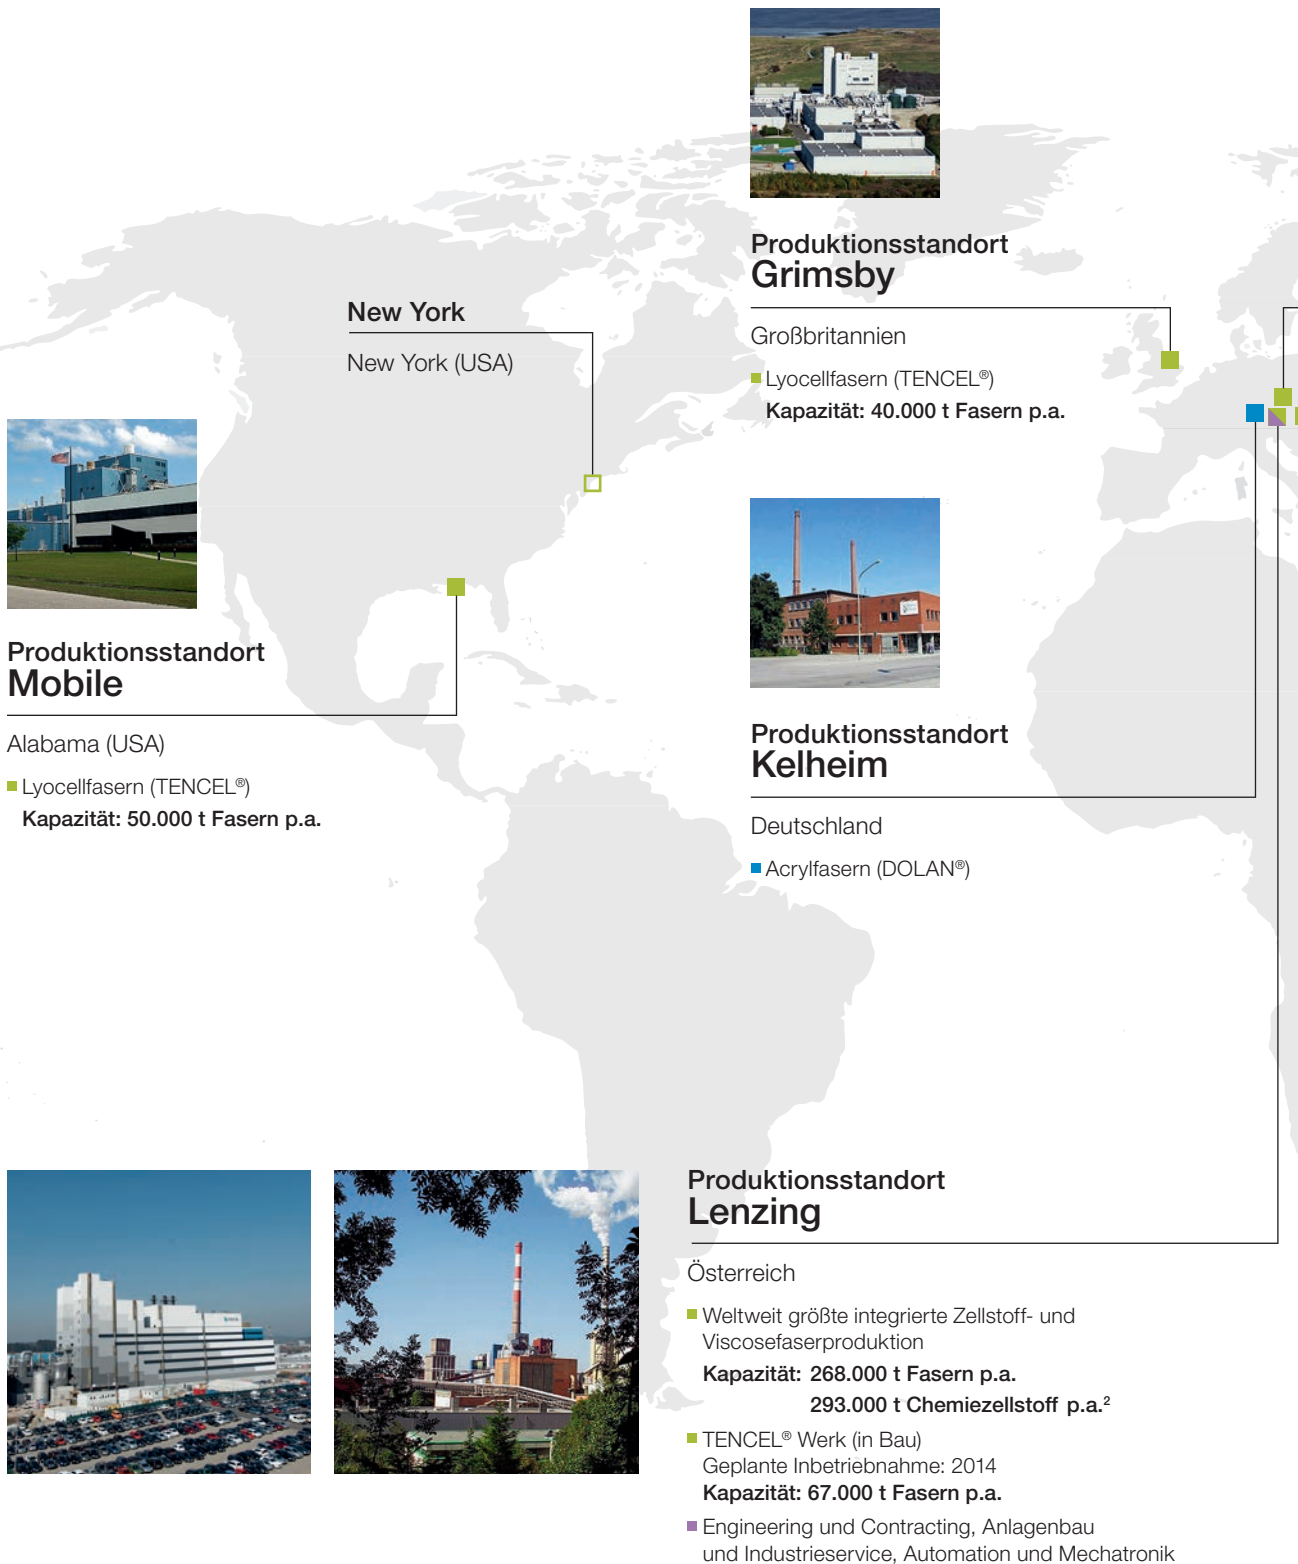 Produktionsstandort
Grimsby
Großbritannien
Lyocellfasern (TENCEL®)
Kapazität: 40.000 t Fasern p.a.
New York
New York (USA)
Produktionsstandort
Mobile
Alabama (USA)
Lyocellfasern (TENCEL®)
Kapazität: 50.000 t Fasern p.a.
Produktionsstandort
Kelheim
Deutschland
Acrylfasern (DOLAN®)
Produktionsstandort
Lenzing
Österreich
Weltweit größte integrierte Zellstoff- und
Viscosefaserproduktion
Kapazität: 268.000 t Fasern p.a.
293.000 t Chemiezellstoff p.a.²
TENCEL® Werk (in Bau)
Geplante Inbetriebnahme: 2014
Kapazität: 67.000 t Fasern p.a.
Engineering und Contracting, Anlagenbau
und Industrieservice, Automation und Mechatronik